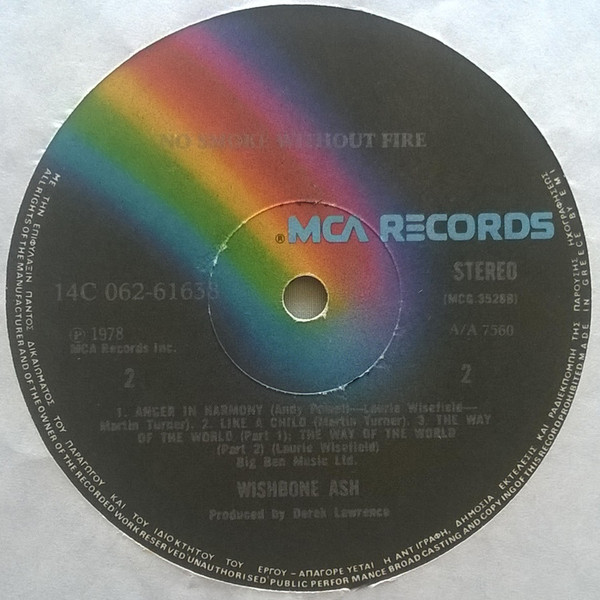 NO SMOKE WITHOUT FIRE
®MCA RECORDS
STEREO
14C 062-61638
(MCG 35288)
℗ 1978
A/A 7560
MCA Records Inc.
2
2
1. ANGER IN HARMONY (Andy Powell—Laurie Wisefield—
Martin Turner). 2. LIKE A CHILD (Martin Turner). 3. THE WAY
OF THE WORLD (Part 1); THE WAY OF THE WORLD
(Part 2) (Laurie Wisefield)
Big Ben Music Ltd.
WISHBONE ASH
Produced by Derek Lawrence
ΜΕ ΤΗΝ ΕΠΙΦΥΛΑΞΙΝ ΠΑΝΤΟΣ ΔΙΚΑΙΩΜΑΤΟΣ ΤΟΥ ΠΑΡΑΓΩΓΟΥ ΚΑΙ ΤΟΥ ΙΔΙΟΚΤΗΤΟΥ ΤΟΥ ΕΡΓΟΥ - ΑΠΑΓΟΡΕΥΕΤΑΙ Η ΑΝΤΙΓΡΑΦΗ, ΔΗΜΟΣΙΑ ΕΚΤΕΛΕΣΙΣ ΚΑΙ ΡΑΔΙΕΚΠΟΜΠΗ ΤΗΣ ΠΑΡΟΥΣΗΣ ΗΧΟΓΡΑΦΗΣΕΩΣ
ALL RIGHTS OF THE MANUFACTURER AND OF THE OWNER OF THE RECORDED WORK RESERVED UNAUTHORISED PUBLIC PERFORMANCE BROADCASTING AND COPYING OF THIS RECORD PROHIBITED MADE IN GREECE BY EMI